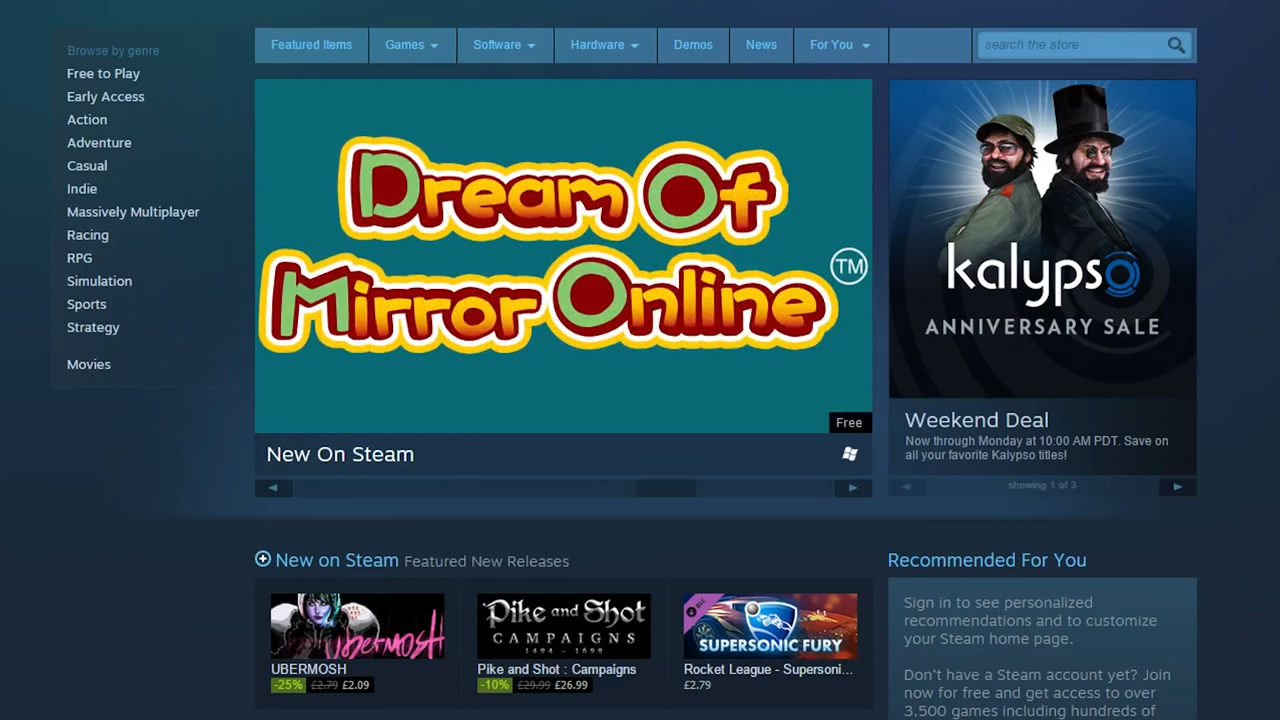 Browse by genre
Free to Play
Early Access
Action
Adventure
Casual
Indie
Massively Multiplayer
Racing
RPG
Simulation
Sports
Strategy
Movies
Featured Items
Games
Software
Hardware
Demos
News
For You
search the store
Dream Of
Mirror Online
TM
Free
New On Steam
kalypso
ANNIVERSARY SALE
Weekend Deal
Now through Monday at 10:00 AM PDT. Save on
all your favorite Kalypso titles!
showing 1 of 3
New on Steam Featured New Releases
UBERMOSH
UBERMOSH
-25% £2.79 £2.09
Pike and Shot
CAMPAIGNS
1494 - 1698
Pike and Shot : Campaigns
-10% £29.99 £26.99
DLC
SUPERSONIC FURY
Rocket League - Supersoni...
£2.79
Recommended For You
Sign in to see personalized
recommendations and to customize
your Steam home page.
Don't have a Steam account yet? Join
now for free and get access to over
3,500 games including hundreds of